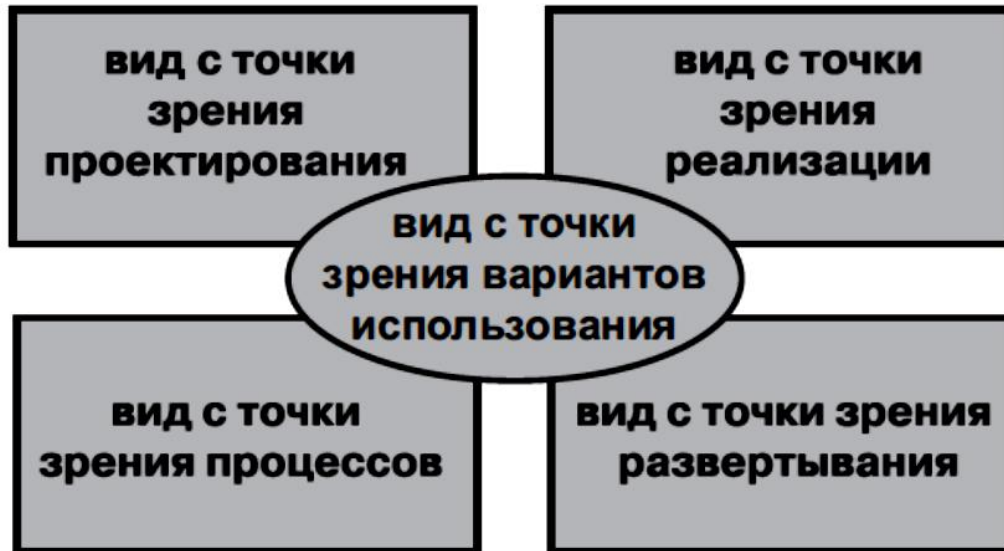 вид с точки
зрения
проектирования
вид с точки
зрения
реализации
вид с точки
зрения вариантов
использования
вид с точки
зрения процессов
вид с точки зрения
развертывания